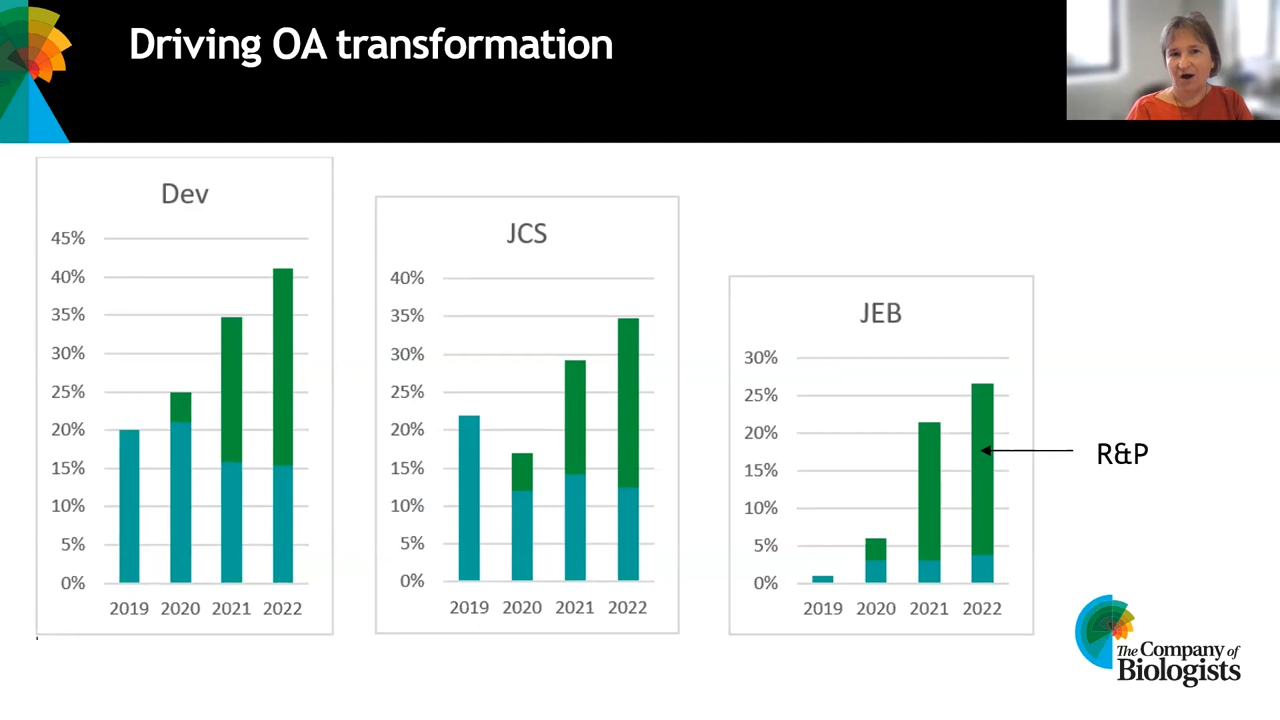 Driving OA transformation
Dev
45%
40%
35%
30%
25%
20%
15%
10%
5%
0%
2019 2020 2021 2022
JCS
40%
35%
30%
25%
20%
15%
10%
5%
0%
2019 2020 2021 2022
JEB
30%
25%
20%
15%
10%
5%
0%
2019 2020 2021 2022
R&P
The Company of
Biologists